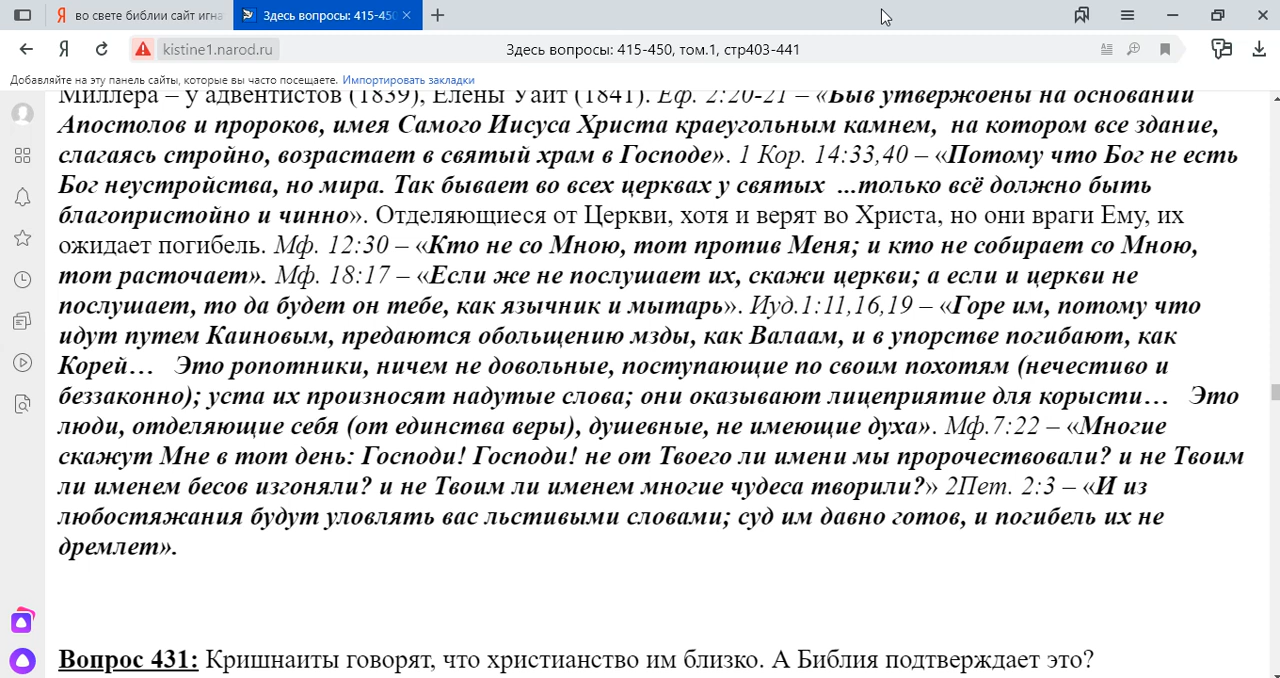 во свете библии сайт игна
Здесь вопросы: 415-450
kistine1.narod.ru
Здесь вопросы: 415-450, том.1, стр403-441
Добавляйте на эту панель сайты, которые вы часто посещаете. Импортировать закладки
Миллера – у адвентистов (1839), Елены Уайт (1841). Еф. 2:20-21 – «Быв утверждены на основании
Апостолов и пророков, имея Самого Иисуса Христа краеугольным камнем, на котором все здание,
слагаясь стройно, возрастает в святый храм в Господе». 1 Кор. 14:33,40 – «Потому что Бог не есть
Бог неустройства, но мира. Так бывает во всех церквах у святых ...только всё должно быть
благопристойно и чинно». Отделяющиеся от Церкви, хотя и верят во Христа, но они враги Ему, их
ожидает погибель. Мф. 12:30 – «Кто не со Мною, тот против Меня; и кто не собирает со Мною,
тот расточает». Мф. 18:17 – «Если же не послушает их, скажи церкви; а если и церкви не
послушает, то да будет он тебе, как язычник и мытарь». Иуд.1:11,16,19 – «Горе им, потому что
идут путем Каиновым, предаются обольщению мзды, как Валаам, и в упорстве погибают, как
Корей… Это ропотники, ничем не довольные, поступающие по своим похотям (нечестиво и
беззаконно); уста их произносят надутые слова; они оказывают лицеприятие для корысти… Это
люди, отделяющие себя (от единства веры), душевные, не имеющие духа». Мф.7:22 – «Многие
скажут Мне в тот день: Господи! Господи! не от Твоего ли имени мы пророчествовали? и не Твоим
ли именем бесов изгоняли? и не Твоим ли именем многие чудеса творили?» 2Пет. 2:3 – «И из
любостяжания будут уловлять вас льстивыми словами; суд им давно готов, и погибель их не
дремлет».
Вопрос 431: Кришнаиты говорят, что христианство им близко. А Библия подтверждает это?